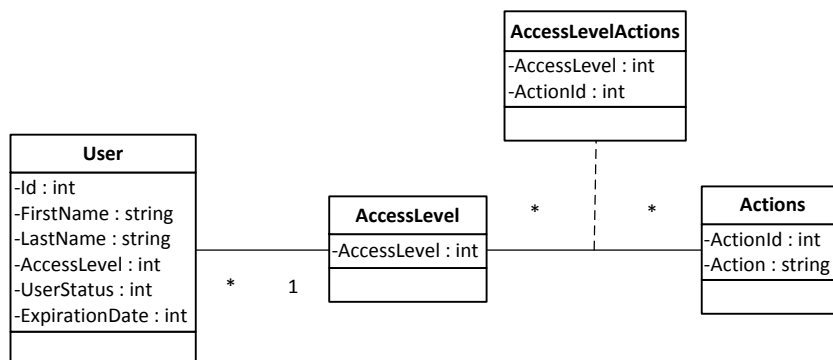 AccessLevelActions
-AccessLevel : int
-ActionId : int
User
-Id : int
-FirstName : string
-LastName : string
-AccessLevel : int
-UserStatus : int
-ExpirationDate : int
* 1
AccessLevel
-AccessLevel : int
* *
Actions
-ActionId : int
-Action : string